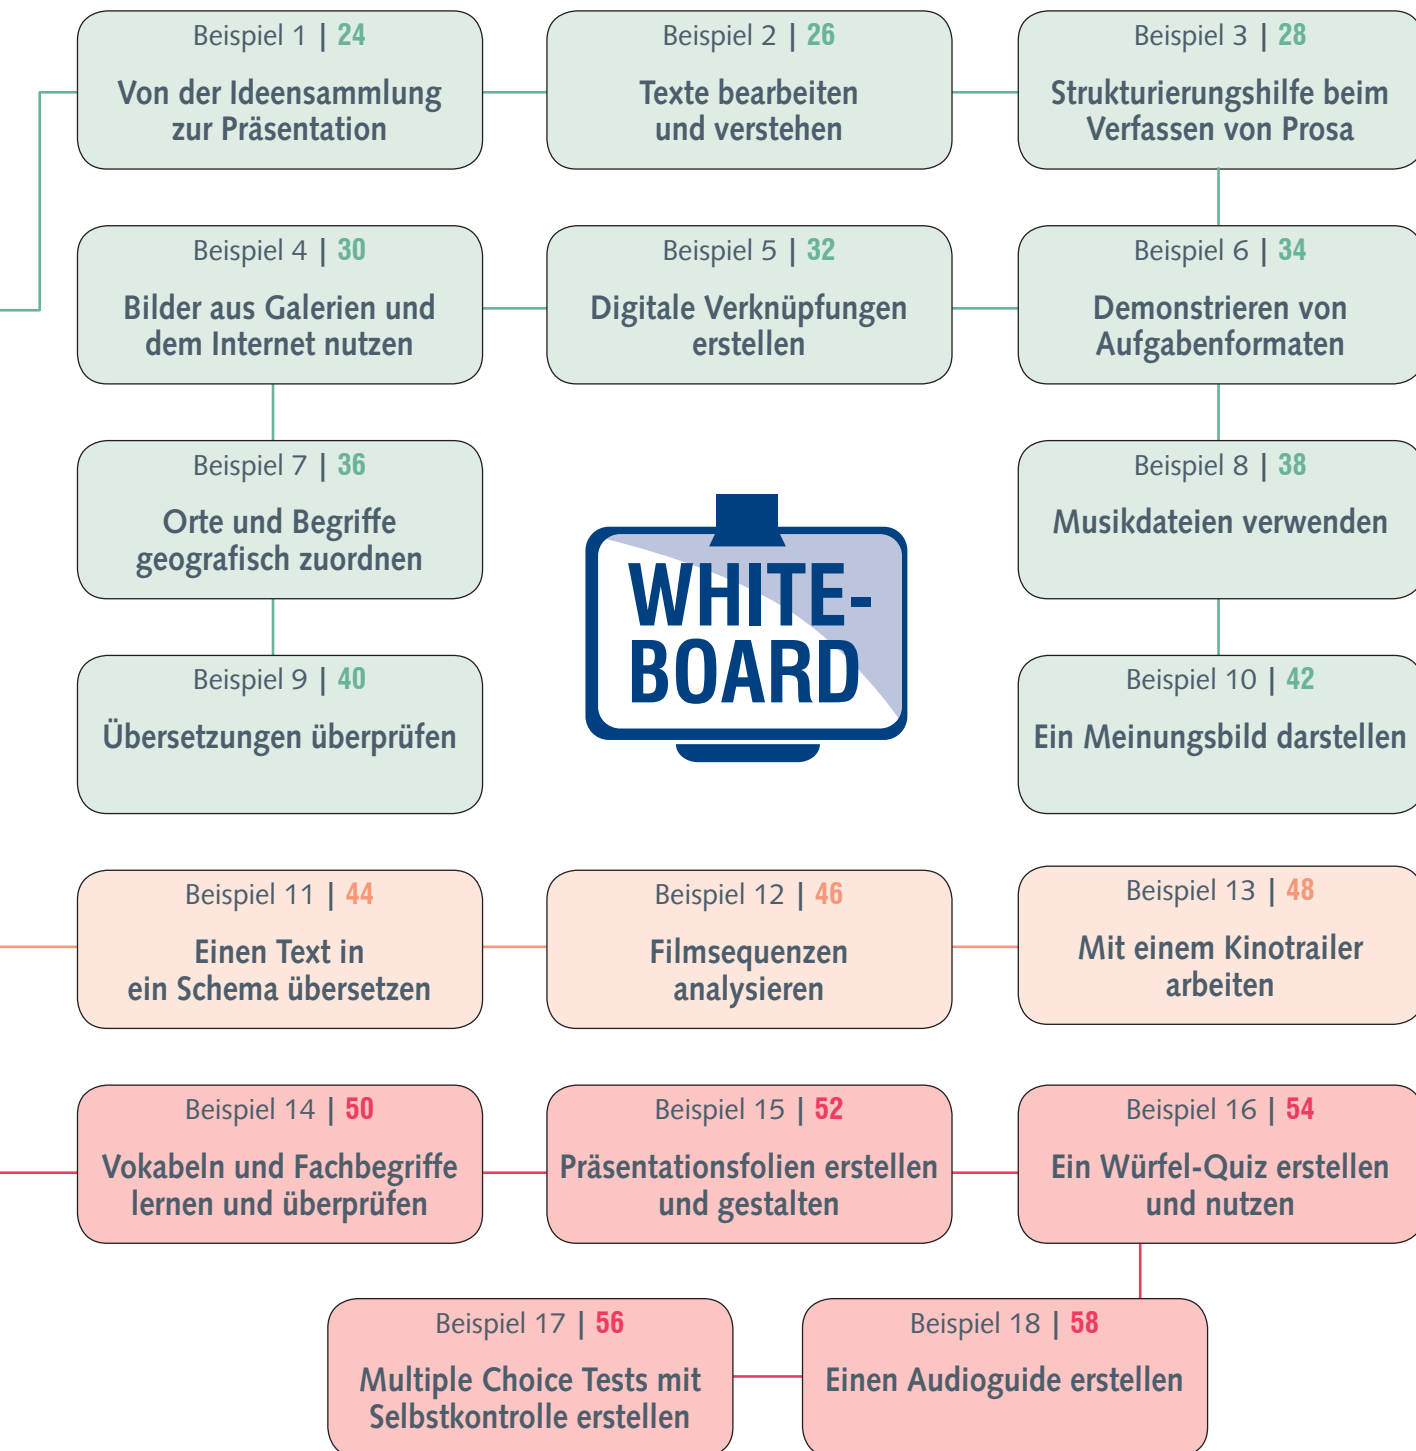 Beispiel 1 | 24
Von der Ideensammlung
zur Präsentation
Beispiel 2 | 26
Texte bearbeiten
und verstehen
Beispiel 3 | 28
Strukturierungshilfe beim
Verfassen von Prosa
Beispiel 4 | 30
Bilder aus Galerien und
dem Internet nutzen
Beispiel 5 | 32
Digitale Verknüpfungen
erstellen
Beispiel 6 | 34
Demonstrieren von
Aufgabenformaten
Beispiel 7 | 36
Orte und Begriffe
geografisch zuordnen
WHITE-
BOARD
Beispiel 8 | 38
Musikdateien verwenden
Beispiel 9 | 40
Übersetzungen überprüfen
Beispiel 10 | 42
Ein Meinungsbild darstellen
Beispiel 11 | 44
Einen Text in
ein Schema übersetzen
Beispiel 12 | 46
Filmsequenzen
analysieren
Beispiel 13 | 48
Mit einem Kinotrailer
arbeiten
Beispiel 14 | 50
Vokabeln und Fachbegriffe
lernen und überprüfen
Beispiel 15 | 52
Präsentationsfolien erstellen
und gestalten
Beispiel 16 | 54
Ein Würfel-Quiz erstellen
und nutzen
Beispiel 17 | 56
Multiple Choice Tests mit
Selbstkontrolle erstellen
Beispiel 18 | 58
Einen Audioguide erstellen